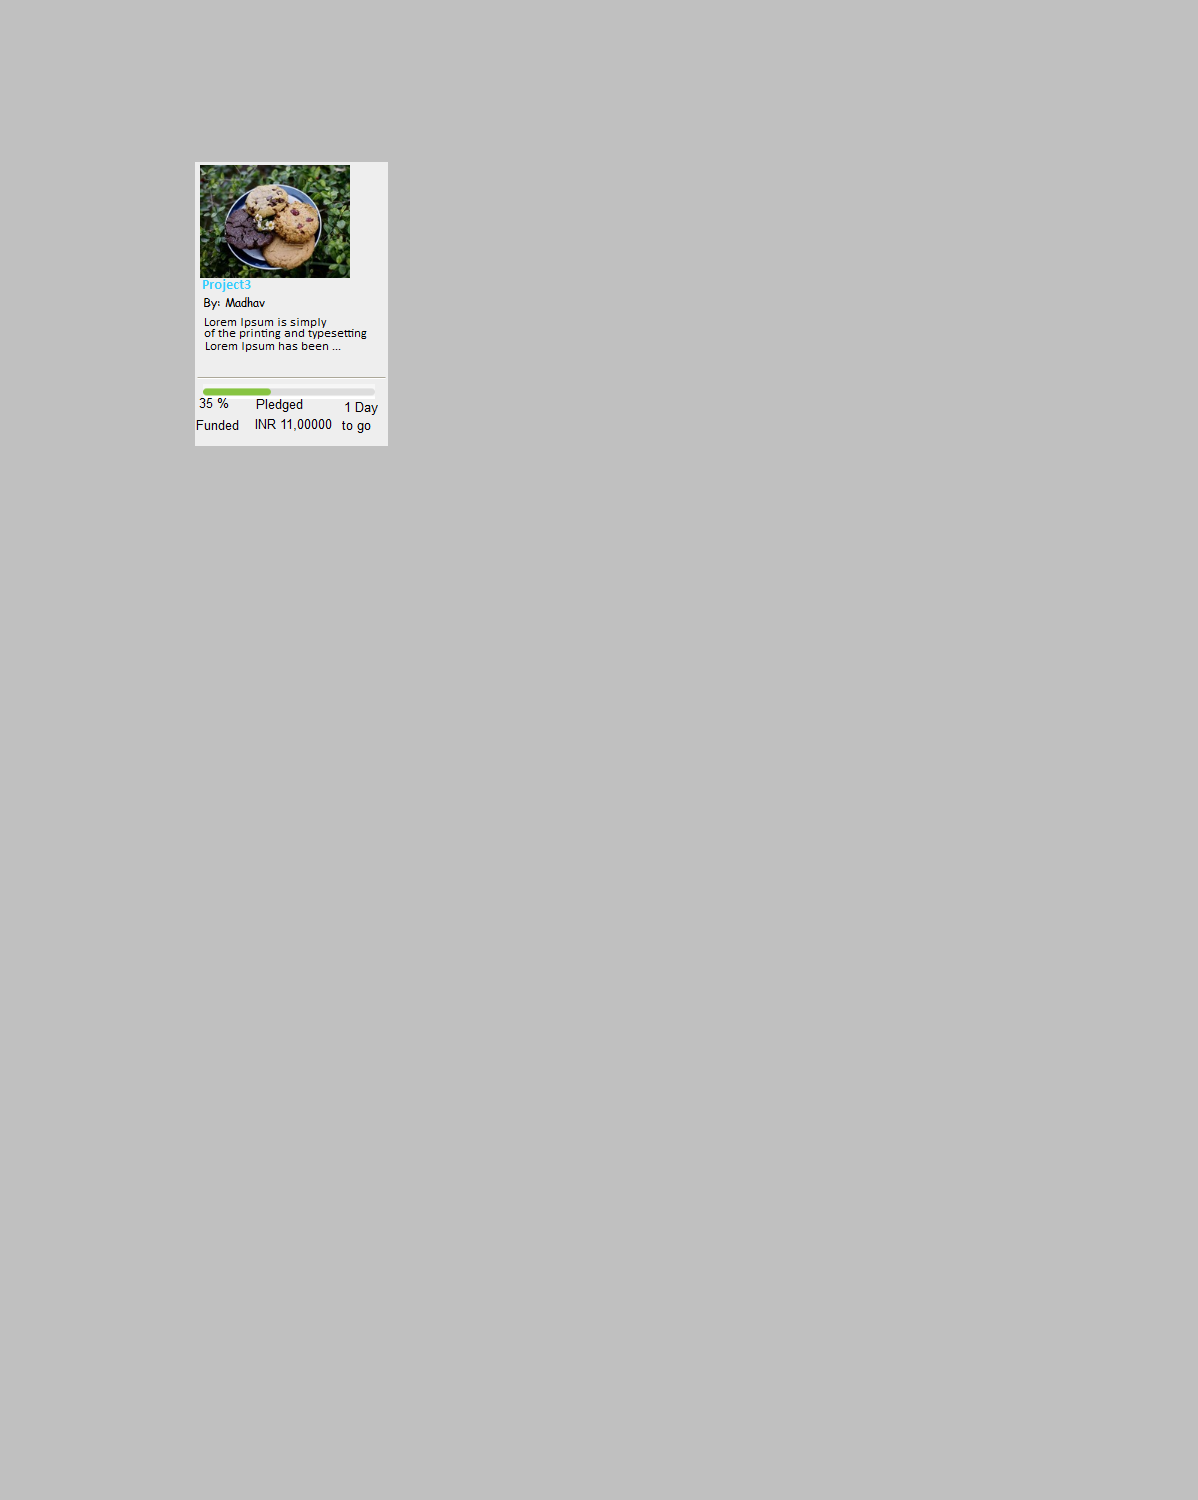 Project3
By: Madhav
Lorem Ipsum is simply
of the printing and typesetting
Lorem Ipsum has been ...
35 % Pledged 1 Day
Funded INR 11,00000 to go